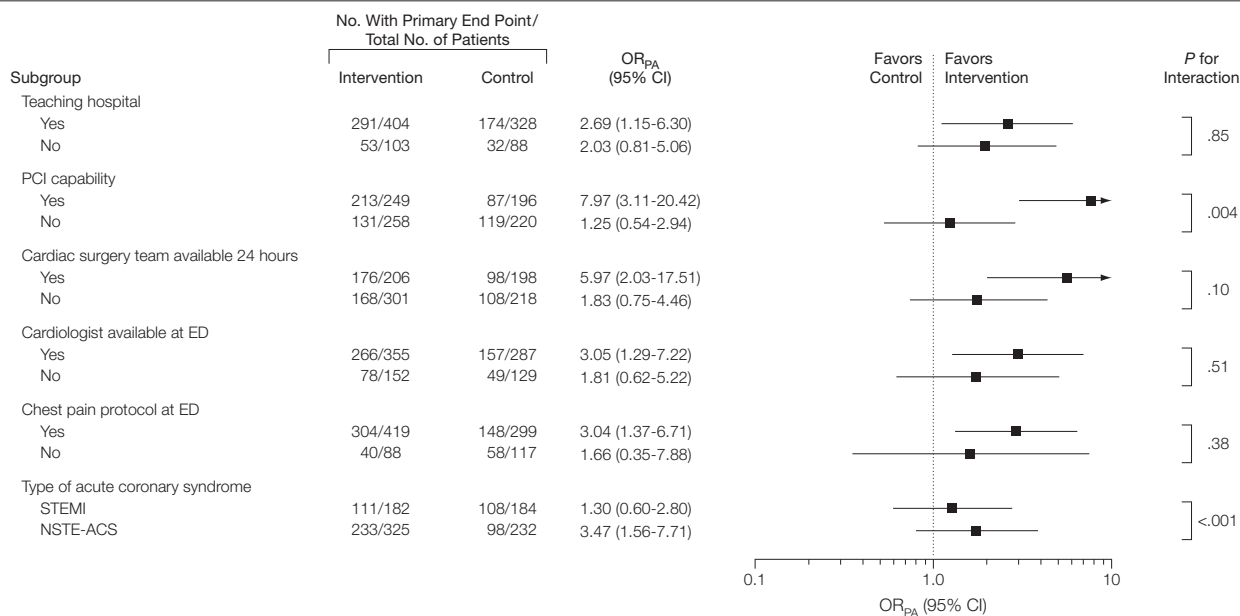 No. With Primary End Point/
Total No. of Patients
Subgroup Intervention Control OR_PA (95% CI) Favors Control Favors Intervention P for Interaction
Teaching hospital
Yes 291/404 174/328 2.69 (1.15-6.30)
No 53/103 32/88 2.03 (0.81-5.06)
.85
PCI capability
Yes 213/249 87/196 7.97 (3.11-20.42)
No 131/258 119/220 1.25 (0.54-2.94)
.004
Cardiac surgery team available 24 hours
Yes 176/206 98/198 5.97 (2.03-17.51)
No 168/301 108/218 1.83 (0.75-4.46)
.10
Cardiologist available at ED
Yes 266/355 157/287 3.05 (1.29-7.22)
No 78/152 49/129 1.81 (0.62-5.22)
.51
Chest pain protocol at ED
Yes 304/419 148/299 3.04 (1.37-6.71)
No 40/88 58/117 1.66 (0.35-7.88)
.38
Type of acute coronary syndrome
STEMI 111/182 108/184 1.30 (0.60-2.80)
NSTE-ACS 233/325 98/232 3.47 (1.56-7.71)
<.001
0.1 1.0 10
OR_PA (95% CI)